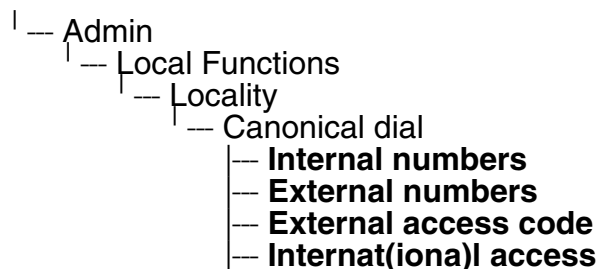 --- Admin
--- Local Functions
--- Locality
--- Canonical dial
--- Internal numbers
--- External numbers
--- External access code
--- Internat(iona)l access